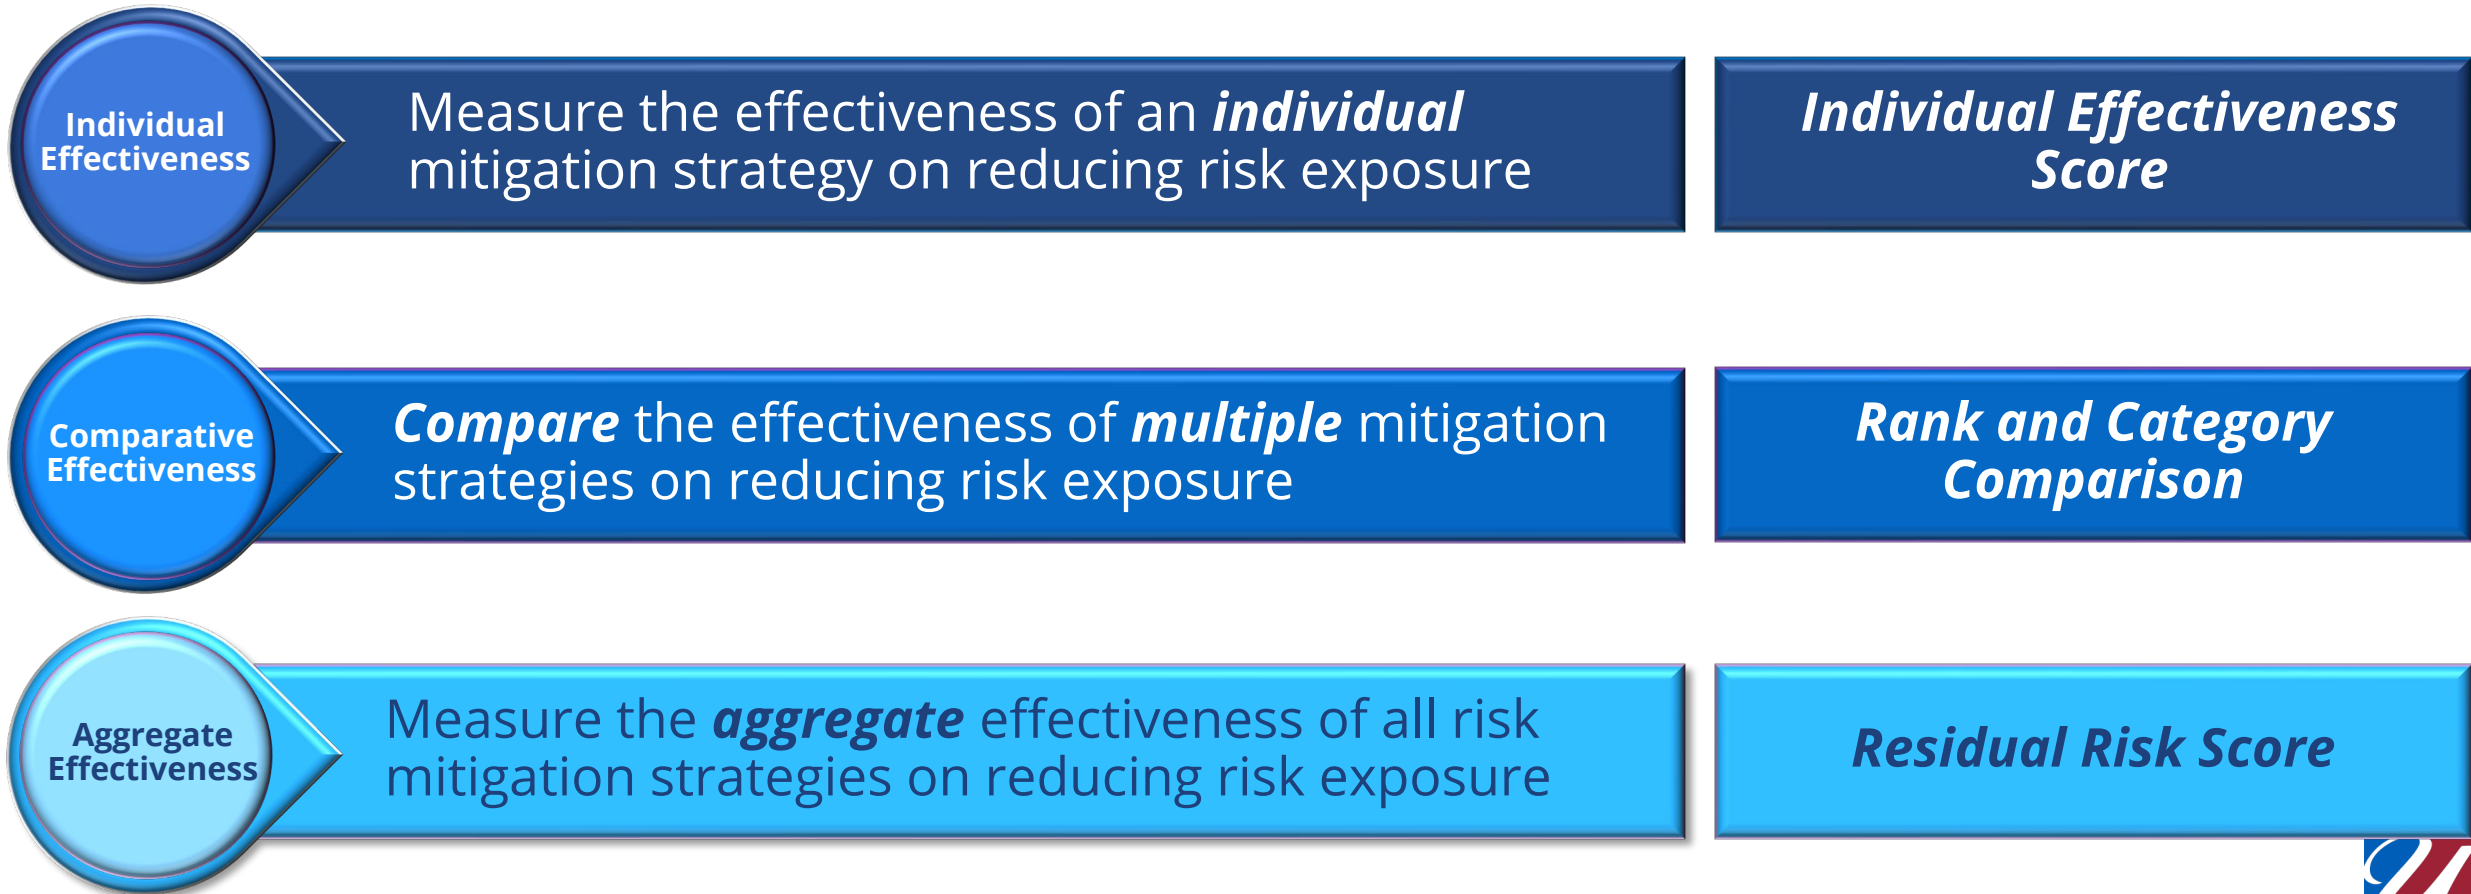 Individual
Effectiveness
Measure the effectiveness of an individual
mitigation strategy on reducing risk exposure
Individual Effectiveness
Score
Comparative
Effectiveness
Compare the effectiveness of multiple mitigation
strategies on reducing risk exposure
Rank and Category
Comparison
Aggregate
Effectiveness
Measure the aggregate effectiveness of all risk
mitigation strategies on reducing risk exposure
Residual Risk Score